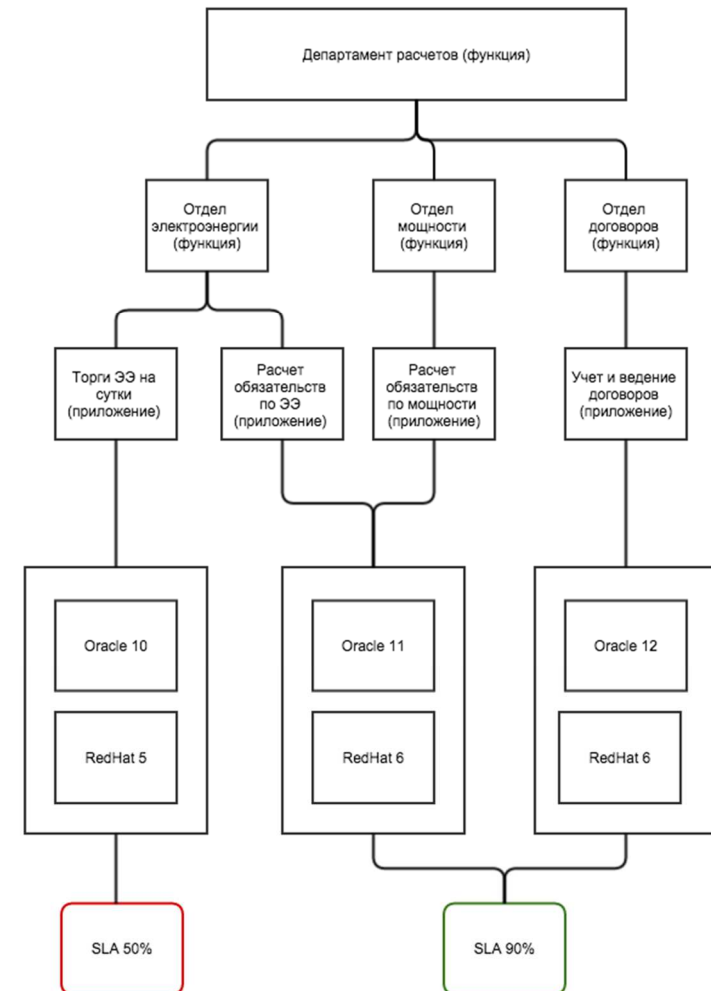 Департамент расчетов (функция)
Отдел
электроэнергии
(функция)
Отдел
мощности
(функция)
Отдел
договоров
(функция)
Торги ЭЭ на
сутки
(приложение)
Расчет
обязательств
по ЭЭ
(приложение)
Расчет
обязательств
по мощности
(приложение)
Учет и ведение
договоров
(приложение)
Oracle 10
Oracle 11
Oracle 12
RedHat 5
RedHat 6
RedHat 6
SLA 50%
SLA 90%